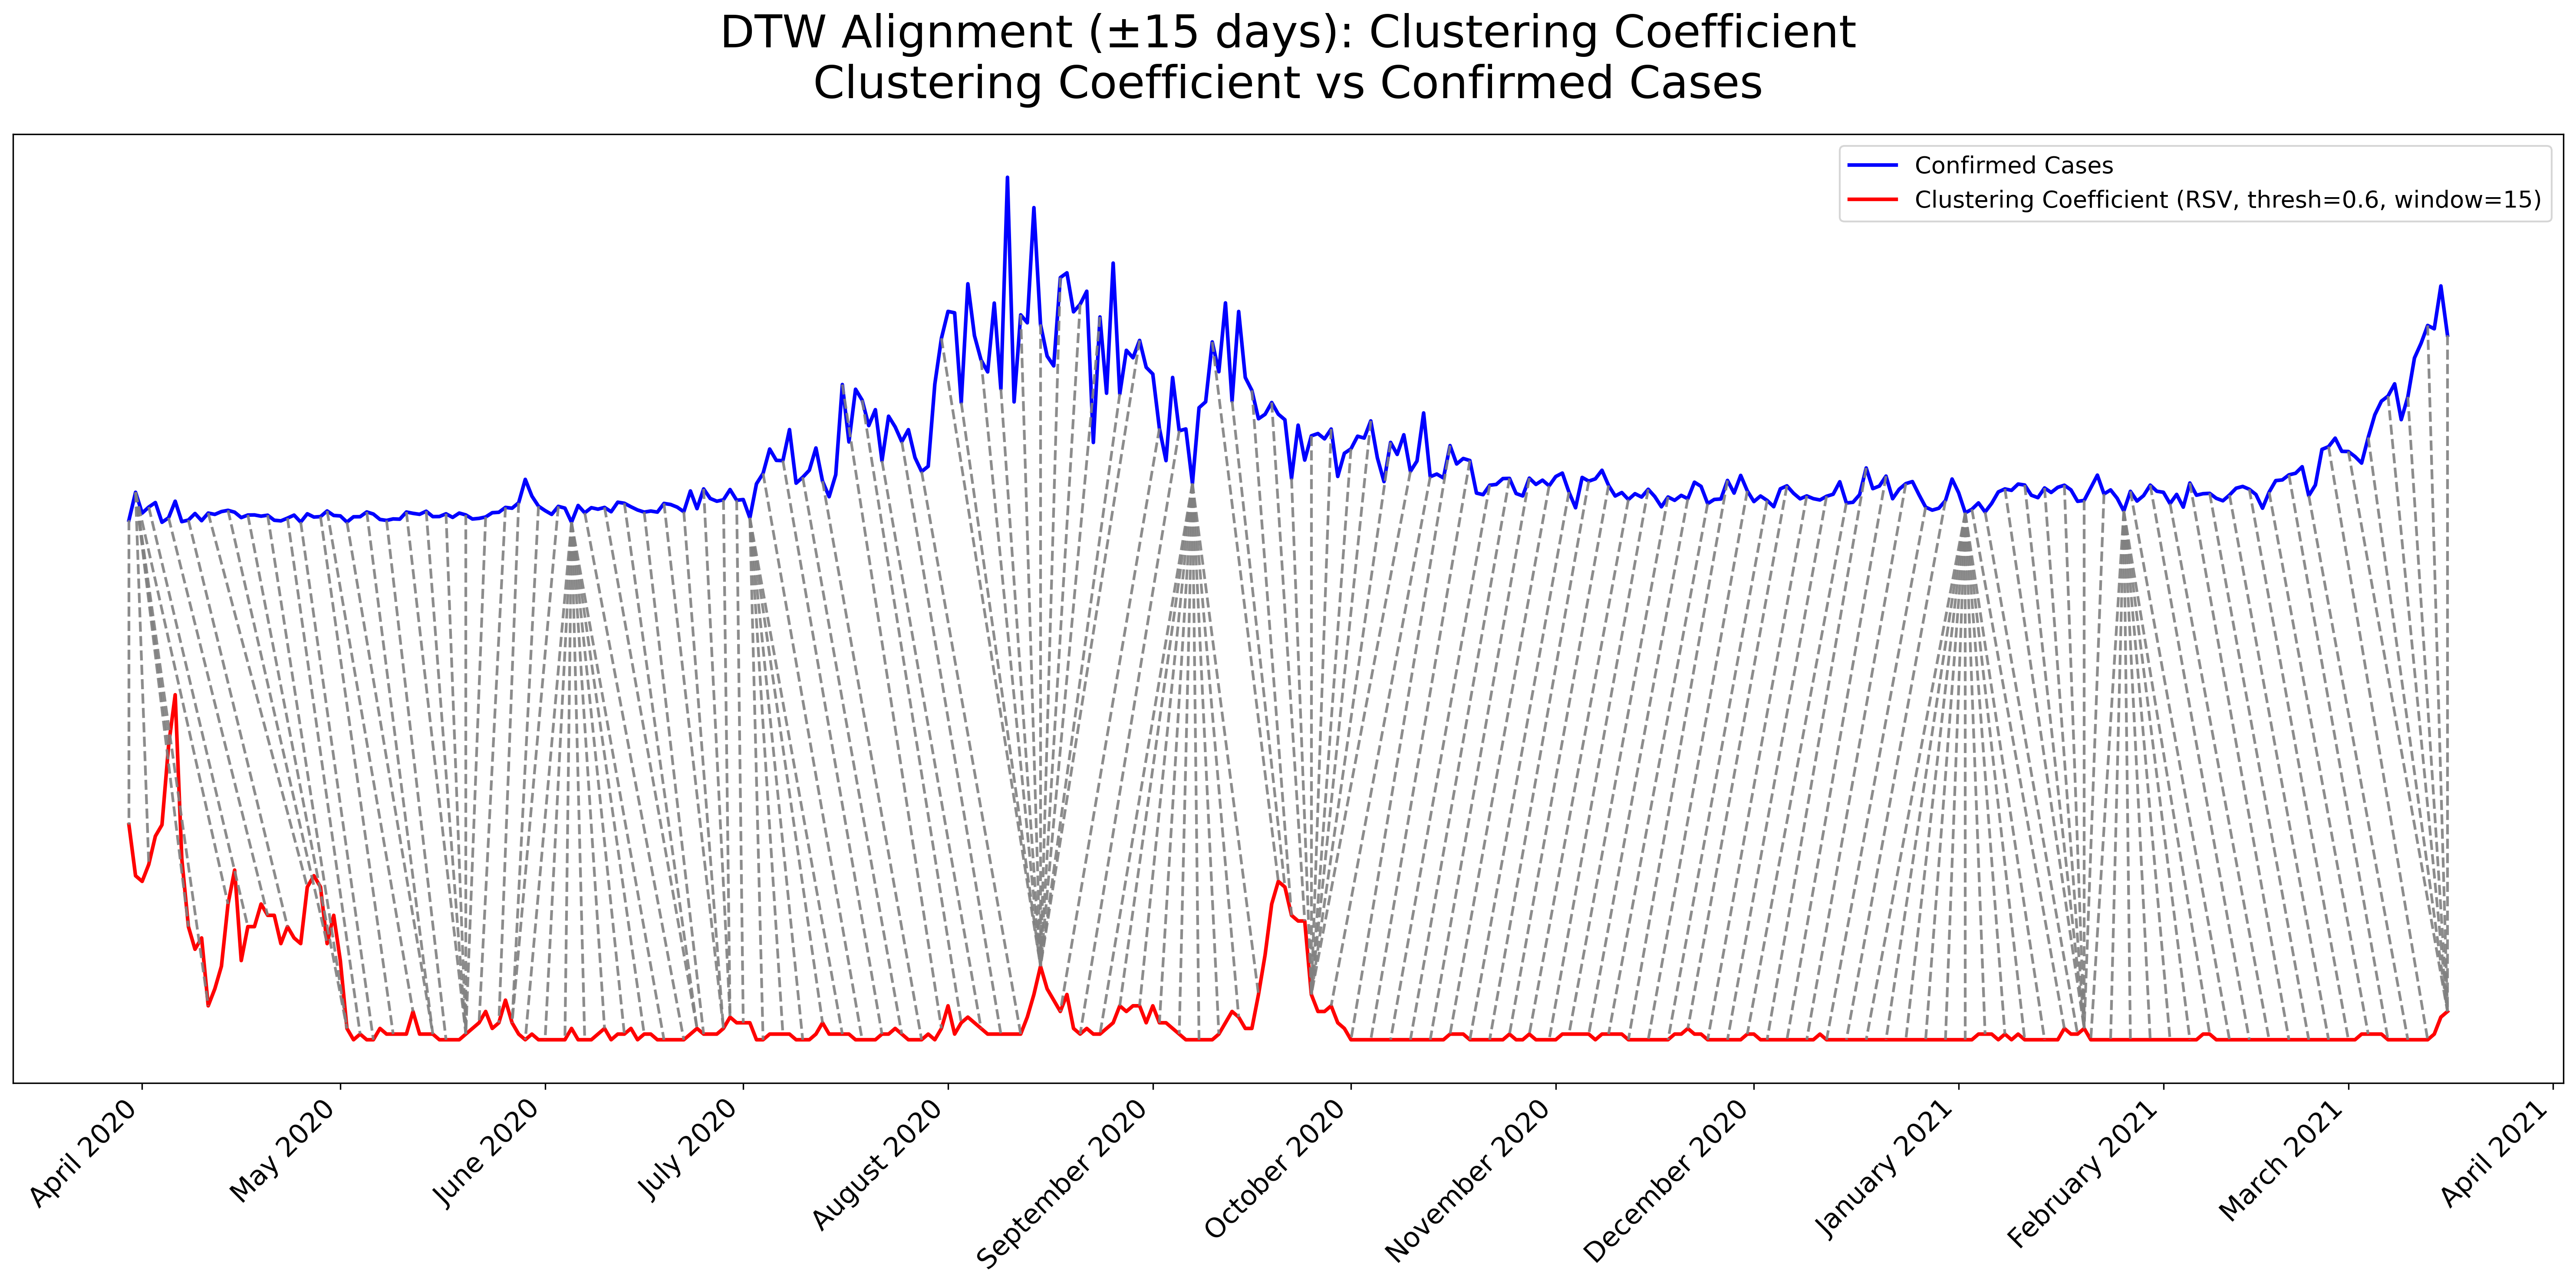 DTW Alignment (±15 days): Clustering Coefficient
Clustering Coefficient vs Confirmed Cases
Confirmed Cases
Clustering Coefficient (RSV, thresh=0.6, window=15)
April 2020
May 2020
June 2020
July 2020
August 2020
September 2020
October 2020
November 2020
December 2020
January 2021
February 2021
March 2021
April 2021